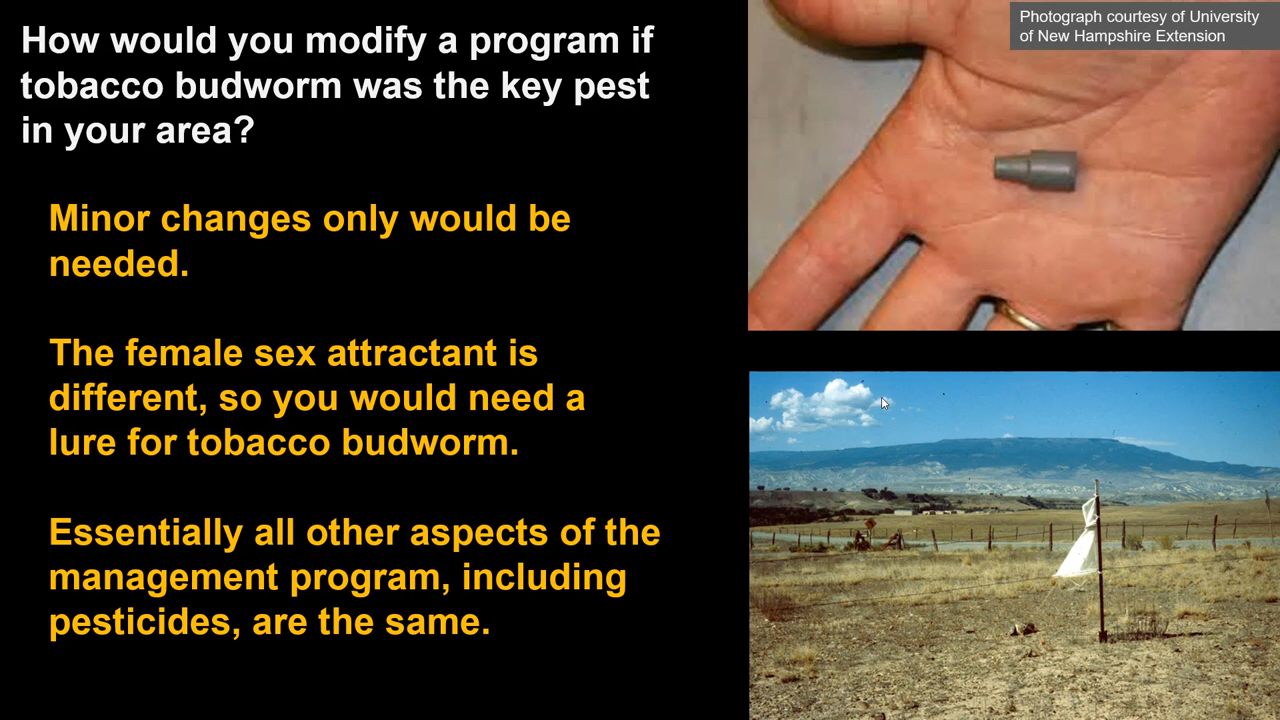 How would you modify a program if
tobacco budworm was the key pest
in your area?
Minor changes only would be
needed.
The female sex attractant is
different, so you would need a
lure for tobacco budworm.
Essentially all other aspects of the
management program, including
pesticides, are the same.
Photograph courtesy of University
of New Hampshire Extension